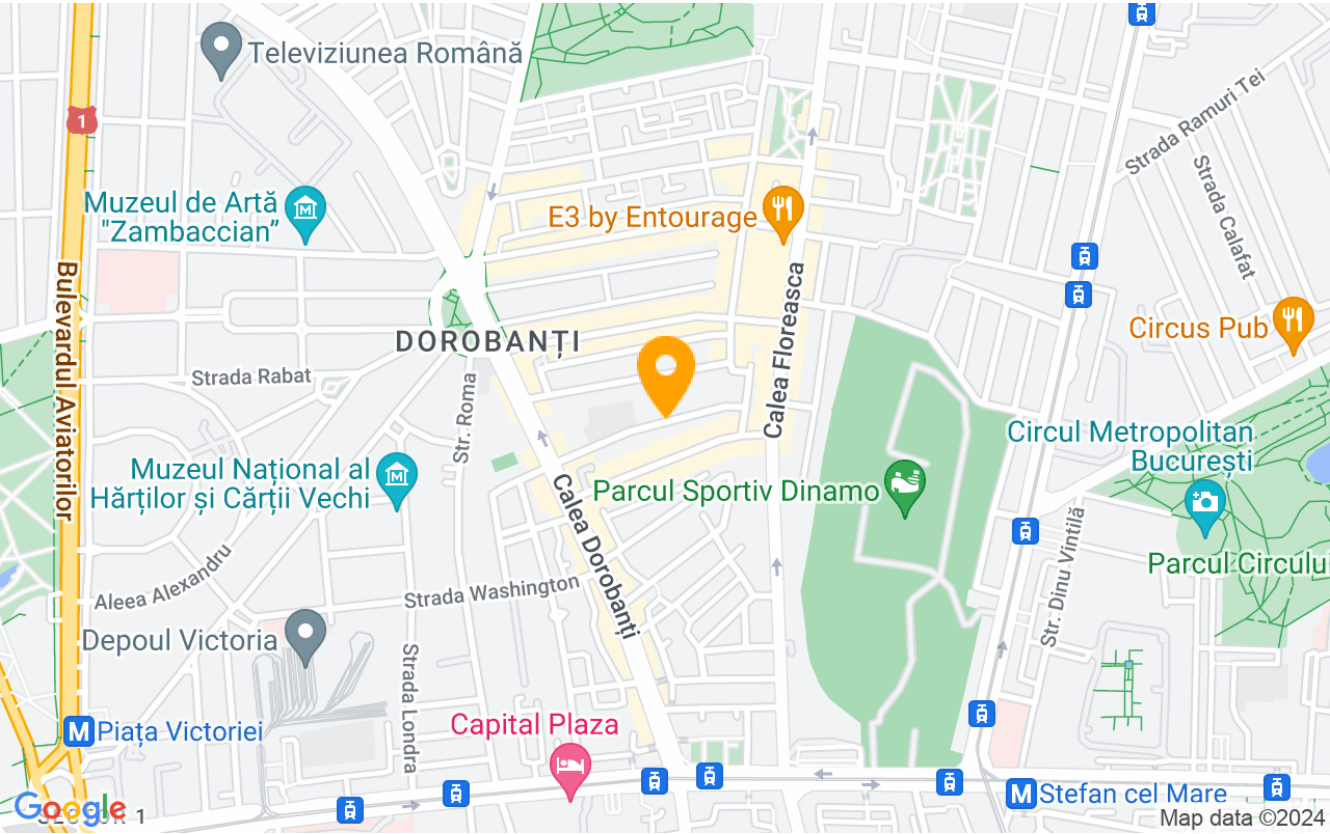 Televiziunea Română
1
Strada Ramuri Tei
Strada Calafat
Muzeul de Artă
"Zambaccian”
E3 by Entourage
Bulevardul Aviatorilor
Calea Floreasca
Circus Pub
DOROBANȚI
Strada Rabat
Str. Roma
Circul Metropolitan
București
Muzeul Național al
Hărților și Cărții Vechi
Calea Dorobanți
Parcul Sportiv Dinamo
Str. Dinu Vintilă
Parcul Circului
Aleea Alexandru
Strada Washington
Depoul Victoria
Strada Londra
Capital Plaza
M Piața Victoriei
M Stefan cel Mare
Google
R 1
Map data ©2024